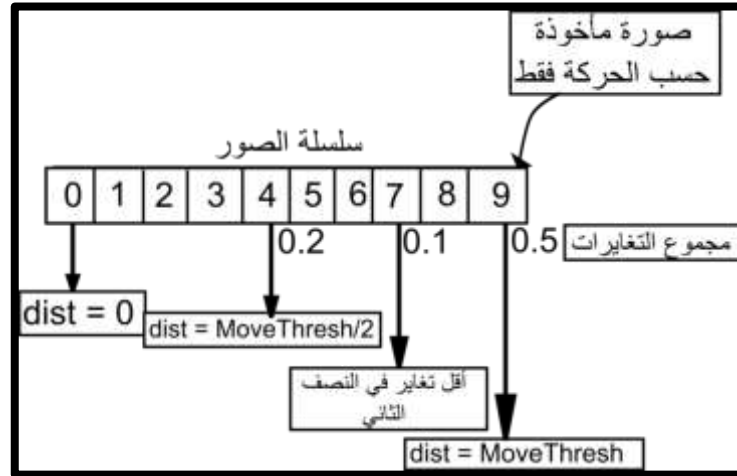 صورة مأخوذة
حسب الحركة فقط
سلسلة الصور
0 1 2 3 4 5 6 7 8 9
0.2 0.1 0.5 مجموع التغايرات
dist = 0
dist = MoveThresh/2
أقل تغاير في النصف
الثاني
dist = MoveThresh